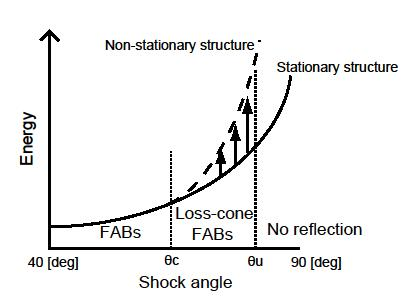 Non-stationary structure
Stationary structure
Energy
Loss-cone
FABs
FABs
No reflection
40 [deg]
θc
θu
90 [deg]
Shock angle